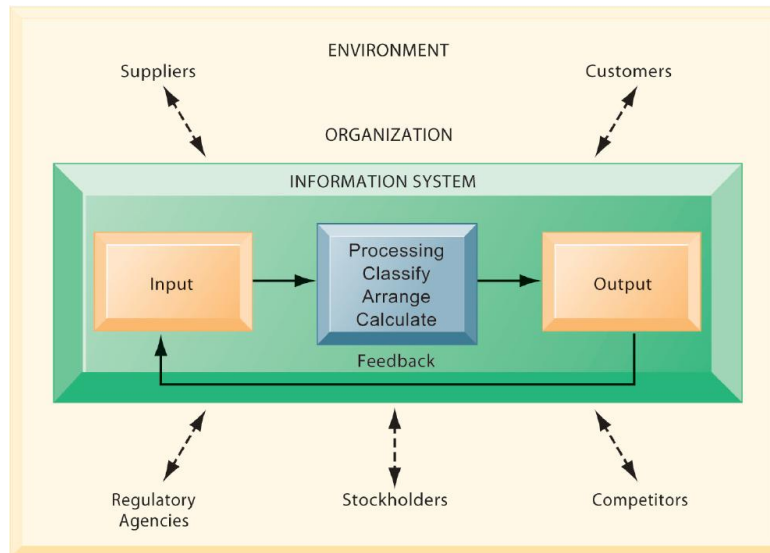 ENVIRONMENT
Suppliers
Customers
ORGANIZATION
INFORMATION SYSTEM
Input
Processing
Classify
Arrange
Calculate
Output
Feedback
Regulatory
Agencies
Stockholders
Competitors